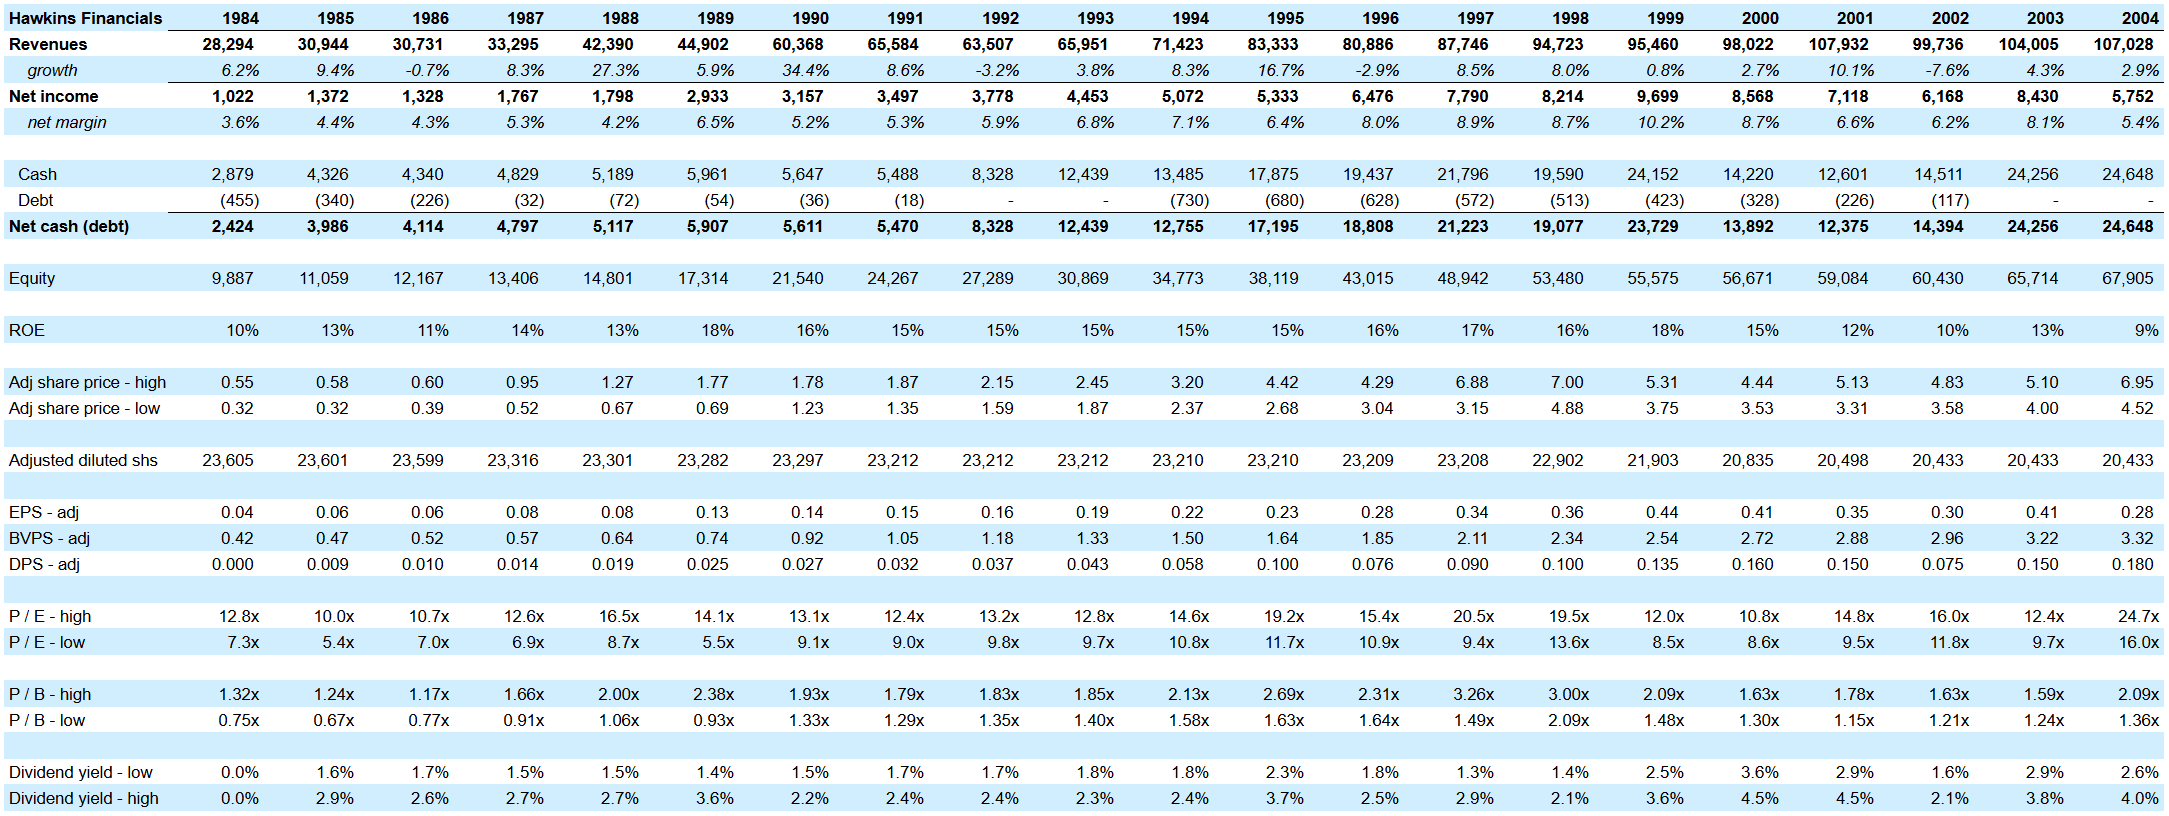 Hawkins Financials 1984 1985 1986 1987 1988 1989 1990 1991 1992 1993 1994 1995 1996 1997 1998 1999 2000 2001 2002 2003 2004
Revenues 28,294 30,944 30,731 33,295 42,390 44,902 60,368 65,584 63,507 65,951 71,423 83,333 80,886 87,746 94,723 95,460 98,022 107,932 99,736 104,005 107,028
growth 6.2% 9.4% -0.7% 8.3% 27.3% 5.9% 34.4% 8.6% -3.2% 3.8% 8.3% 16.7% -2.9% 8.5% 8.0% 0.8% 2.7% 10.1% -7.6% 4.3% 2.9%
Net income 1,022 1,372 1,328 1,767 1,798 2,933 3,157 3,497 3,778 4,453 5,072 5,333 6,476 7,790 8,214 9,699 8,568 7,118 6,168 8,430 5,752
net margin 3.6% 4.4% 4.3% 5.3% 4.2% 6.5% 5.2% 5.3% 5.9% 6.8% 7.1% 6.4% 8.0% 8.9% 8.7% 10.2% 8.7% 6.6% 6.2% 8.1% 5.4%
Cash 2,879 4,326 4,340 4,829 5,189 5,961 5,647 5,488 8,328 12,439 13,485 17,875 19,437 21,796 19,590 24,152 14,220 12,601 14,511 24,256 24,648
Debt (455) (340) (226) (32) (72) (54) (36) (18) - - (730) (680) (628) (572) (513) (423) (328) (226) (117) - -
Net cash (debt) 2,424 3,986 4,114 4,797 5,117 5,907 5,611 5,470 8,328 12,439 12,755 17,195 18,808 21,223 19,077 23,729 13,892 12,375 14,394 24,256 24,648
Equity 9,887 11,059 12,167 13,406 14,801 17,314 21,540 24,267 27,289 30,869 34,773 38,119 43,015 48,942 53,480 55,575 56,671 59,084 60,430 65,714 67,905
ROE 10% 13% 11% 14% 13% 18% 16% 15% 15% 15% 15% 15% 16% 17% 16% 18% 15% 12% 10% 13% 9%
Adj share price - high 0.55 0.58 0.60 0.95 1.27 1.77 1.78 1.87 2.15 2.45 3.20 4.42 4.29 6.88 7.00 5.31 4.44 5.13 4.83 5.10 6.95
Adj share price - low 0.32 0.32 0.39 0.52 0.67 0.69 1.23 1.35 1.59 1.87 2.37 2.68 3.04 3.15 4.88 3.75 3.53 3.31 3.58 4.00 4.52
Adjusted diluted shs 23,605 23,601 23,599 23,316 23,301 23,282 23,297 23,212 23,212 23,212 23,210 23,210 23,209 23,208 22,902 21,903 20,835 20,498 20,433 20,433 20,433
EPS - adj 0.04 0.06 0.06 0.08 0.08 0.13 0.14 0.15 0.16 0.19 0.22 0.23 0.28 0.34 0.36 0.44 0.41 0.35 0.30 0.41 0.28
BVPS - adj 0.42 0.47 0.52 0.57 0.64 0.74 0.92 1.05 1.18 1.33 1.50 1.64 1.85 2.11 2.34 2.54 2.72 2.88 2.96 3.22 3.32
DPS - adj 0.000 0.009 0.010 0.014 0.019 0.025 0.027 0.032 0.037 0.043 0.058 0.100 0.076 0.090 0.100 0.135 0.160 0.150 0.075 0.150 0.180
P / E - high 12.8x 10.0x 10.7x 12.6x 16.5x 14.1x 13.1x 12.4x 13.2x 12.8x 14.6x 19.2x 15.4x 20.5x 19.5x 12.0x 10.8x 14.8x 16.0x 12.4x 24.7x
P / E - low 7.3x 5.4x 7.0x 6.9x 8.7x 5.5x 9.1x 9.0x 9.8x 9.7x 10.8x 11.7x 10.9x 9.4x 13.6x 8.5x 8.6x 9.5x 11.8x 9.7x 16.0x
P / B - high 1.32x 1.24x 1.17x 1.66x 2.00x 2.38x 1.93x 1.79x 1.83x 1.85x 2.13x 2.69x 2.31x 3.26x 3.00x 2.09x 1.63x 1.78x 1.63x 1.59x 2.09x
P / B - low 0.75x 0.67x 0.77x 0.91x 1.06x 0.93x 1.33x 1.29x 1.35x 1.40x 1.58x 1.63x 1.64x 1.49x 2.09x 1.48x 1.30x 1.15x 1.21x 1.24x 1.36x
Dividend yield - low 0.0% 1.6% 1.7% 1.5% 1.5% 1.4% 1.5% 1.7% 1.7% 1.8% 1.8% 2.3% 1.8% 1.3% 1.4% 2.5% 3.6% 2.9% 1.6% 2.9% 2.6%
Dividend yield - high 0.0% 2.9% 2.6% 2.7% 2.7% 3.6% 2.2% 2.4% 2.4% 2.3% 2.4% 3.7% 2.5% 2.9% 2.1% 3.6% 4.5% 4.5% 2.1% 3.8% 4.0%